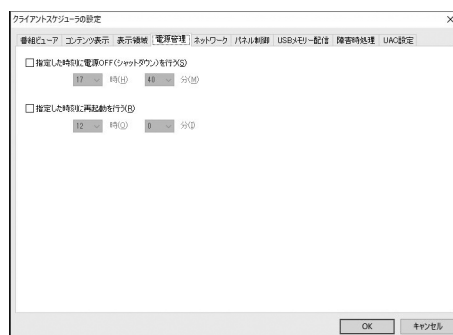 クライアントスケジューラの設定
番組ビューア コンテンツ表示 表示領域 電源管理 ネットワーク パネル制御 USBメモリー配信 障害時処理 UAC設定
指定した時刻に電源OFF(シャットダウン)を行う(S)
17 時(H) 40 分(M)
指定した時刻に再起動を行う(R)
12 時(O) 0 分(I)
OK キャンセル